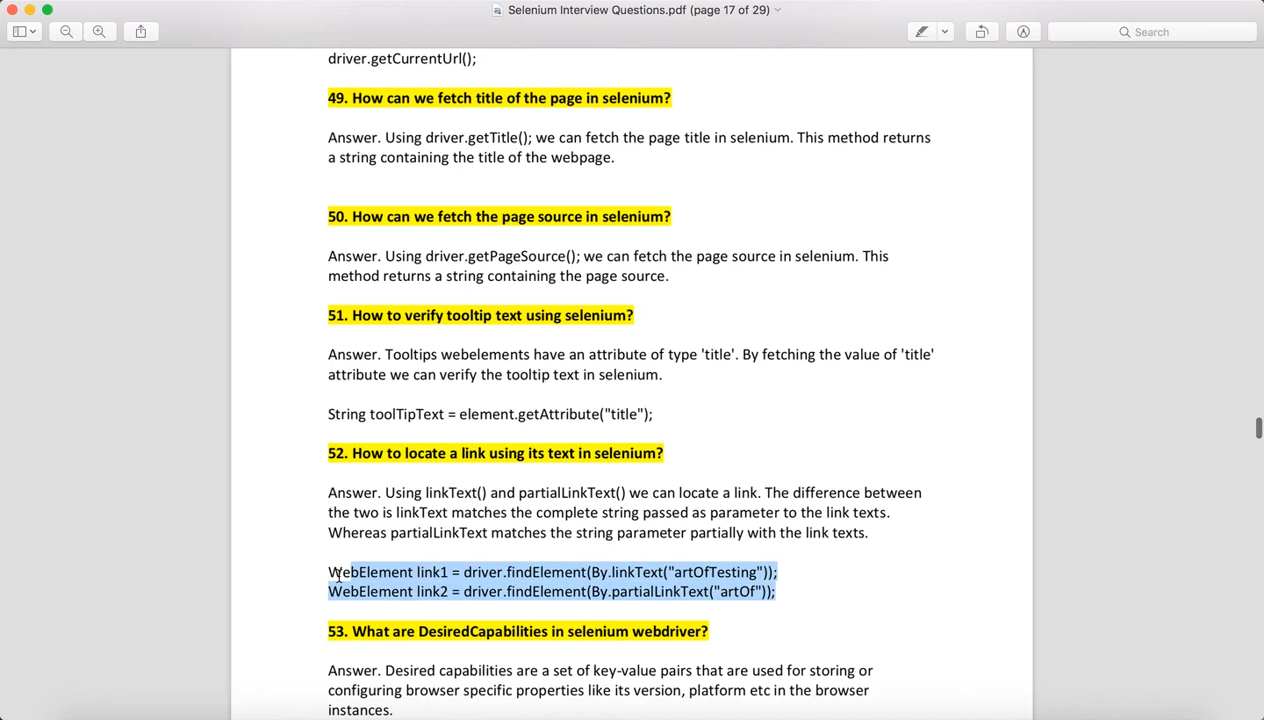 Selenium Interview Questions.pdf (page 17 of 29)
Search
driver.getCurrentUrl();
49. How can we fetch title of the page in selenium?
Answer. Using driver.getTitle(); we can fetch the page title in selenium. This method returns
a string containing the title of the webpage.
50. How can we fetch the page source in selenium?
Answer. Using driver.getPageSource(); we can fetch the page source in selenium. This
method returns a string containing the page source.
51. How to verify tooltip text using selenium?
Answer. Tooltips webelements have an attribute of type 'title'. By fetching the value of 'title'
attribute we can verify the tooltip text in selenium.
String toolTipText = element.getAttribute("title");
52. How to locate a link using its text in selenium?
Answer. Using linkText() and partialLinkText() we can locate a link. The difference between
the two is linkText matches the complete string passed as parameter to the link texts.
Whereas partialLinkText matches the string parameter partially with the link texts.
WebElement link1 = driver.findElement(By.linkText("artOfTesting"));
WebElement link2 = driver.findElement(By.partialLinkText("artOf"));
53. What are DesiredCapabilities in selenium webdriver?
Answer. Desired capabilities are a set of key-value pairs that are used for storing or
configuring browser specific properties like its version, platform etc in the browser
instances.